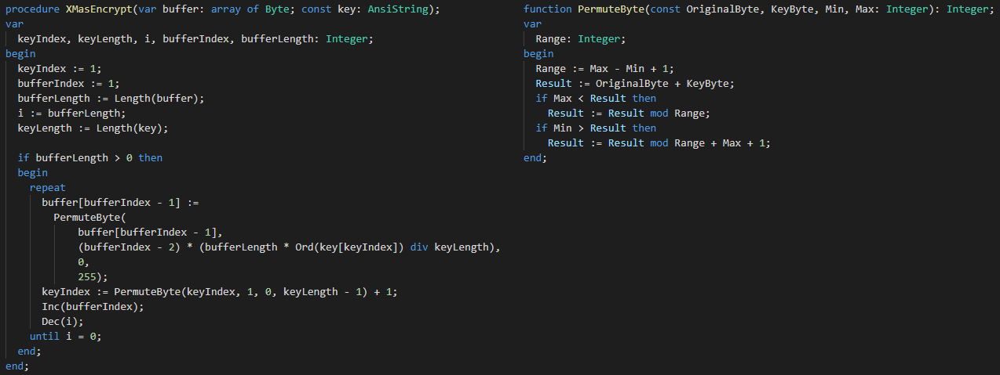 procedure XMasEncrypt(var buffer: array of Byte; const key: AnsiString);
var
  keyIndex, keyLength, i, bufferIndex, bufferLength: Integer;
begin
  keyIndex := 1;
  bufferIndex := 1;
  bufferLength := Length(buffer);
  i := bufferLength;
  keyLength := Length(key);

  if bufferLength > 0 then
  begin
    repeat
      buffer[bufferIndex - 1] :=
        PermuteByte(
            buffer[bufferIndex - 1],
            (bufferIndex - 2) * (bufferLength * Ord(key[keyIndex]) div keyLength),
            0,
            255);
      keyIndex := PermuteByte(keyIndex, 1, 0, keyLength - 1) + 1;
      Inc(bufferIndex);
      Dec(i);
    until i = 0;
  end;
end;
function PermuteByte(const OriginalByte, KeyByte, Min, Max: Integer): Integer;
var
  Range: Integer;
begin
  Range := Max - Min + 1;
  Result := OriginalByte + KeyByte;
  if Max < Result then
    Result := Result mod Range;
  if Min > Result then
    Result := Result mod Range + Max + 1;
end;